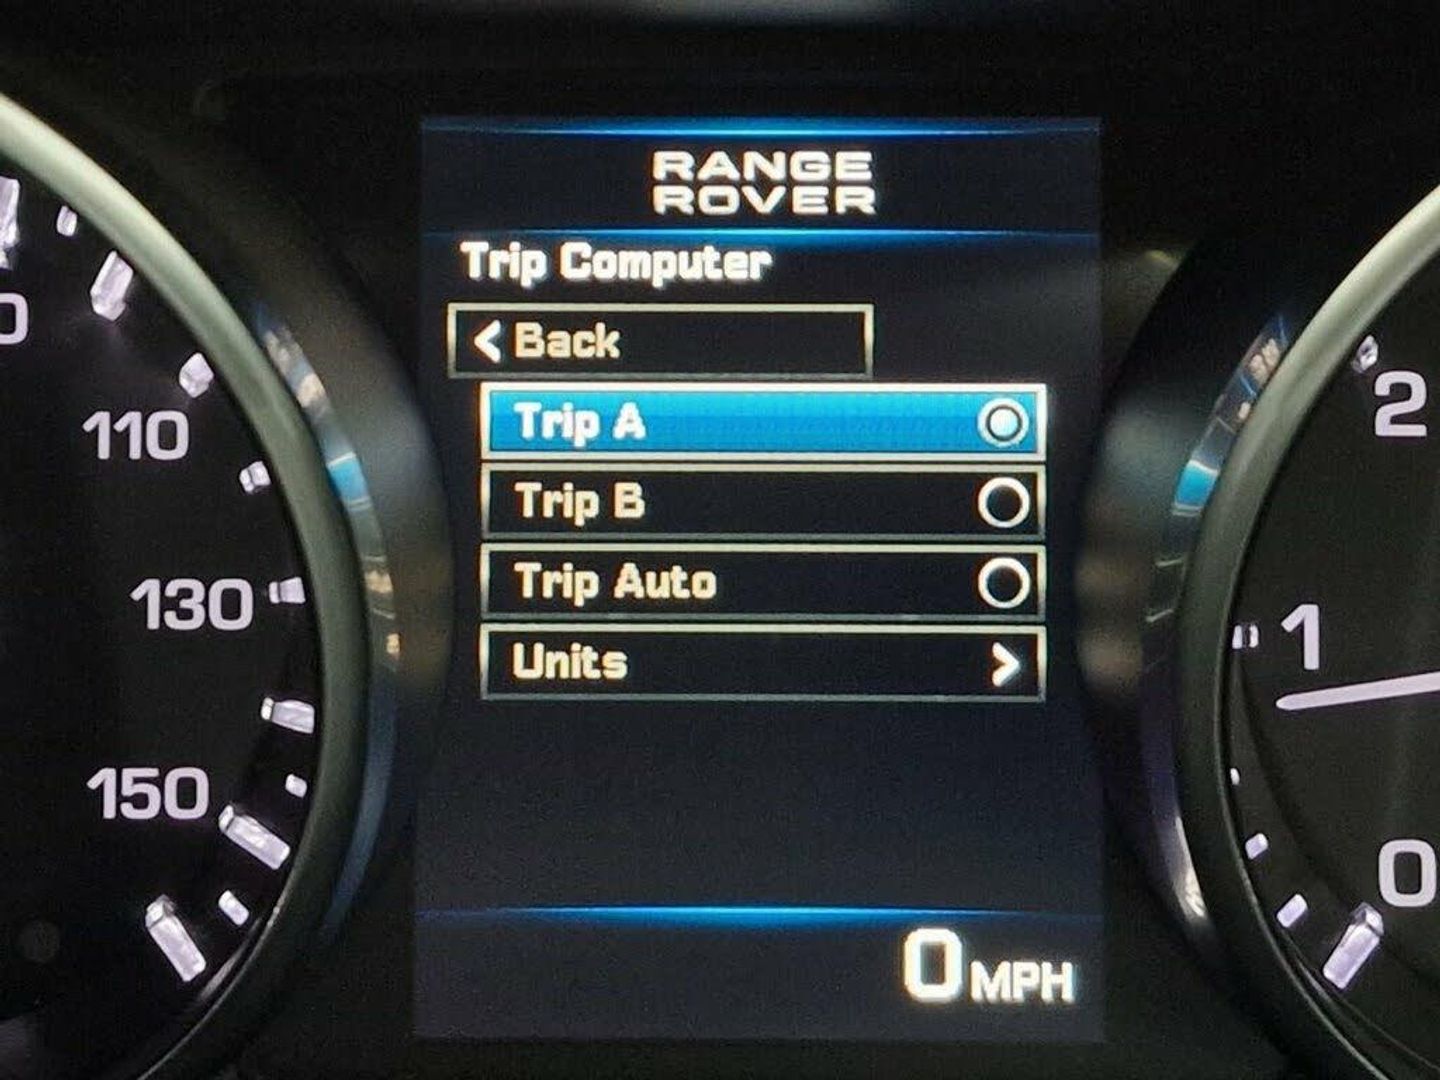 RANGE
ROVER
Trip Computer
Back
Trip A
Trip B
Trip Auto
Units
0 MPH
110
130
150
2
1
0